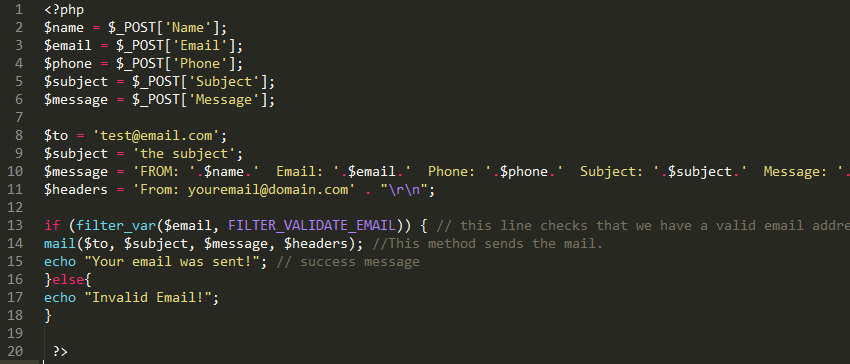 1 <?php
2 $name = $_POST['Name'];
3 $email = $_POST['Email'];
4 $phone = $_POST['Phone'];
5 $subject = $_POST['Subject'];
6 $message = $_POST['Message'];
7
8 $to = 'test@email.com';
9 $subject = 'the subject';
10 $message = 'FROM: '.$name.'  Email: '.$email.'  Phone: '.$phone.'  Subject: '.$subject.'  Message: '.
11 $headers = 'From: youremail@domain.com' . "\r\n";
12
13 if (filter_var($email, FILTER_VALIDATE_EMAIL)) { // this line checks that we have a valid email addre
14 mail($to, $subject, $message, $headers); //This method sends the mail.
15 echo "Your email was sent!"; // success message
16 }else{
17 echo "Invalid Email!";
18 }
19
20  ?>